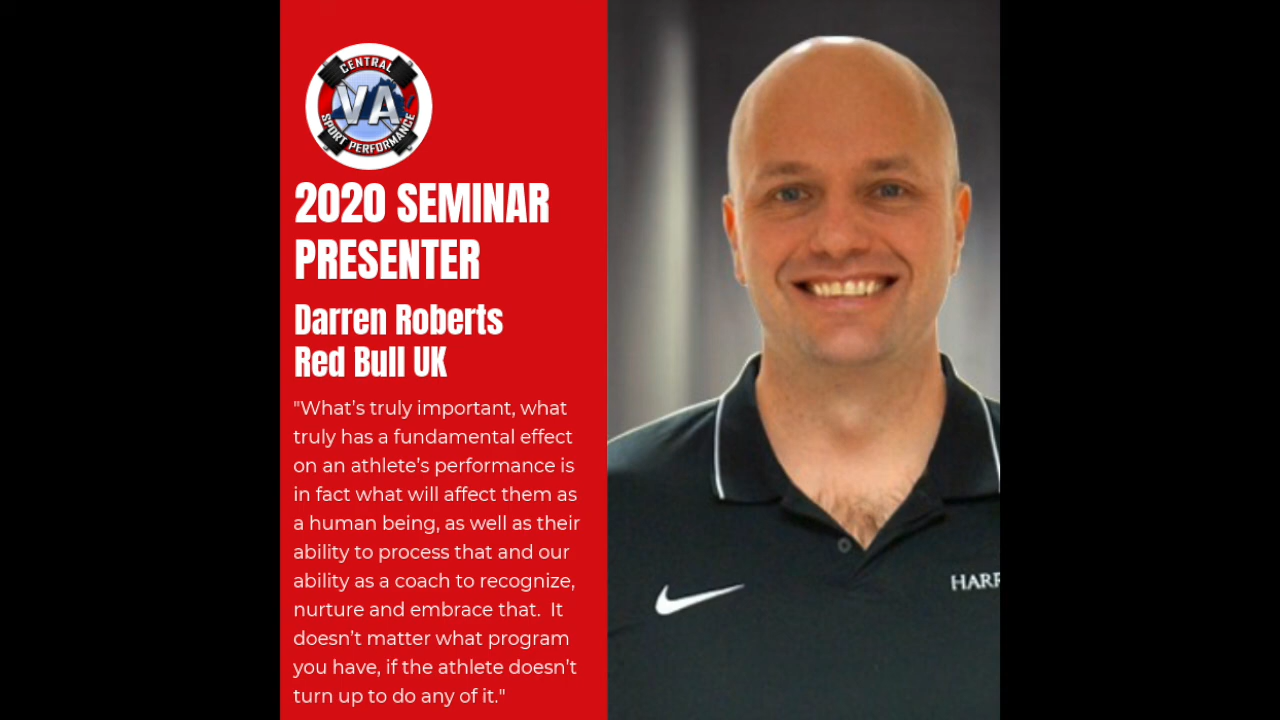 CENTRAL
VA
SPORT PERFORMANCE
2020 SEMINAR
PRESENTER
Darren Roberts
Red Bull UK
"What’s truly important, what
truly has a fundamental effect
on an athlete’s performance is
in fact what will affect them as
a human being, as well as their
ability to process that and our
ability as a coach to recognize,
nurture and embrace that.  It
doesn’t matter what program
you have, if the athlete doesn’t
turn up to do any of it."
HARR